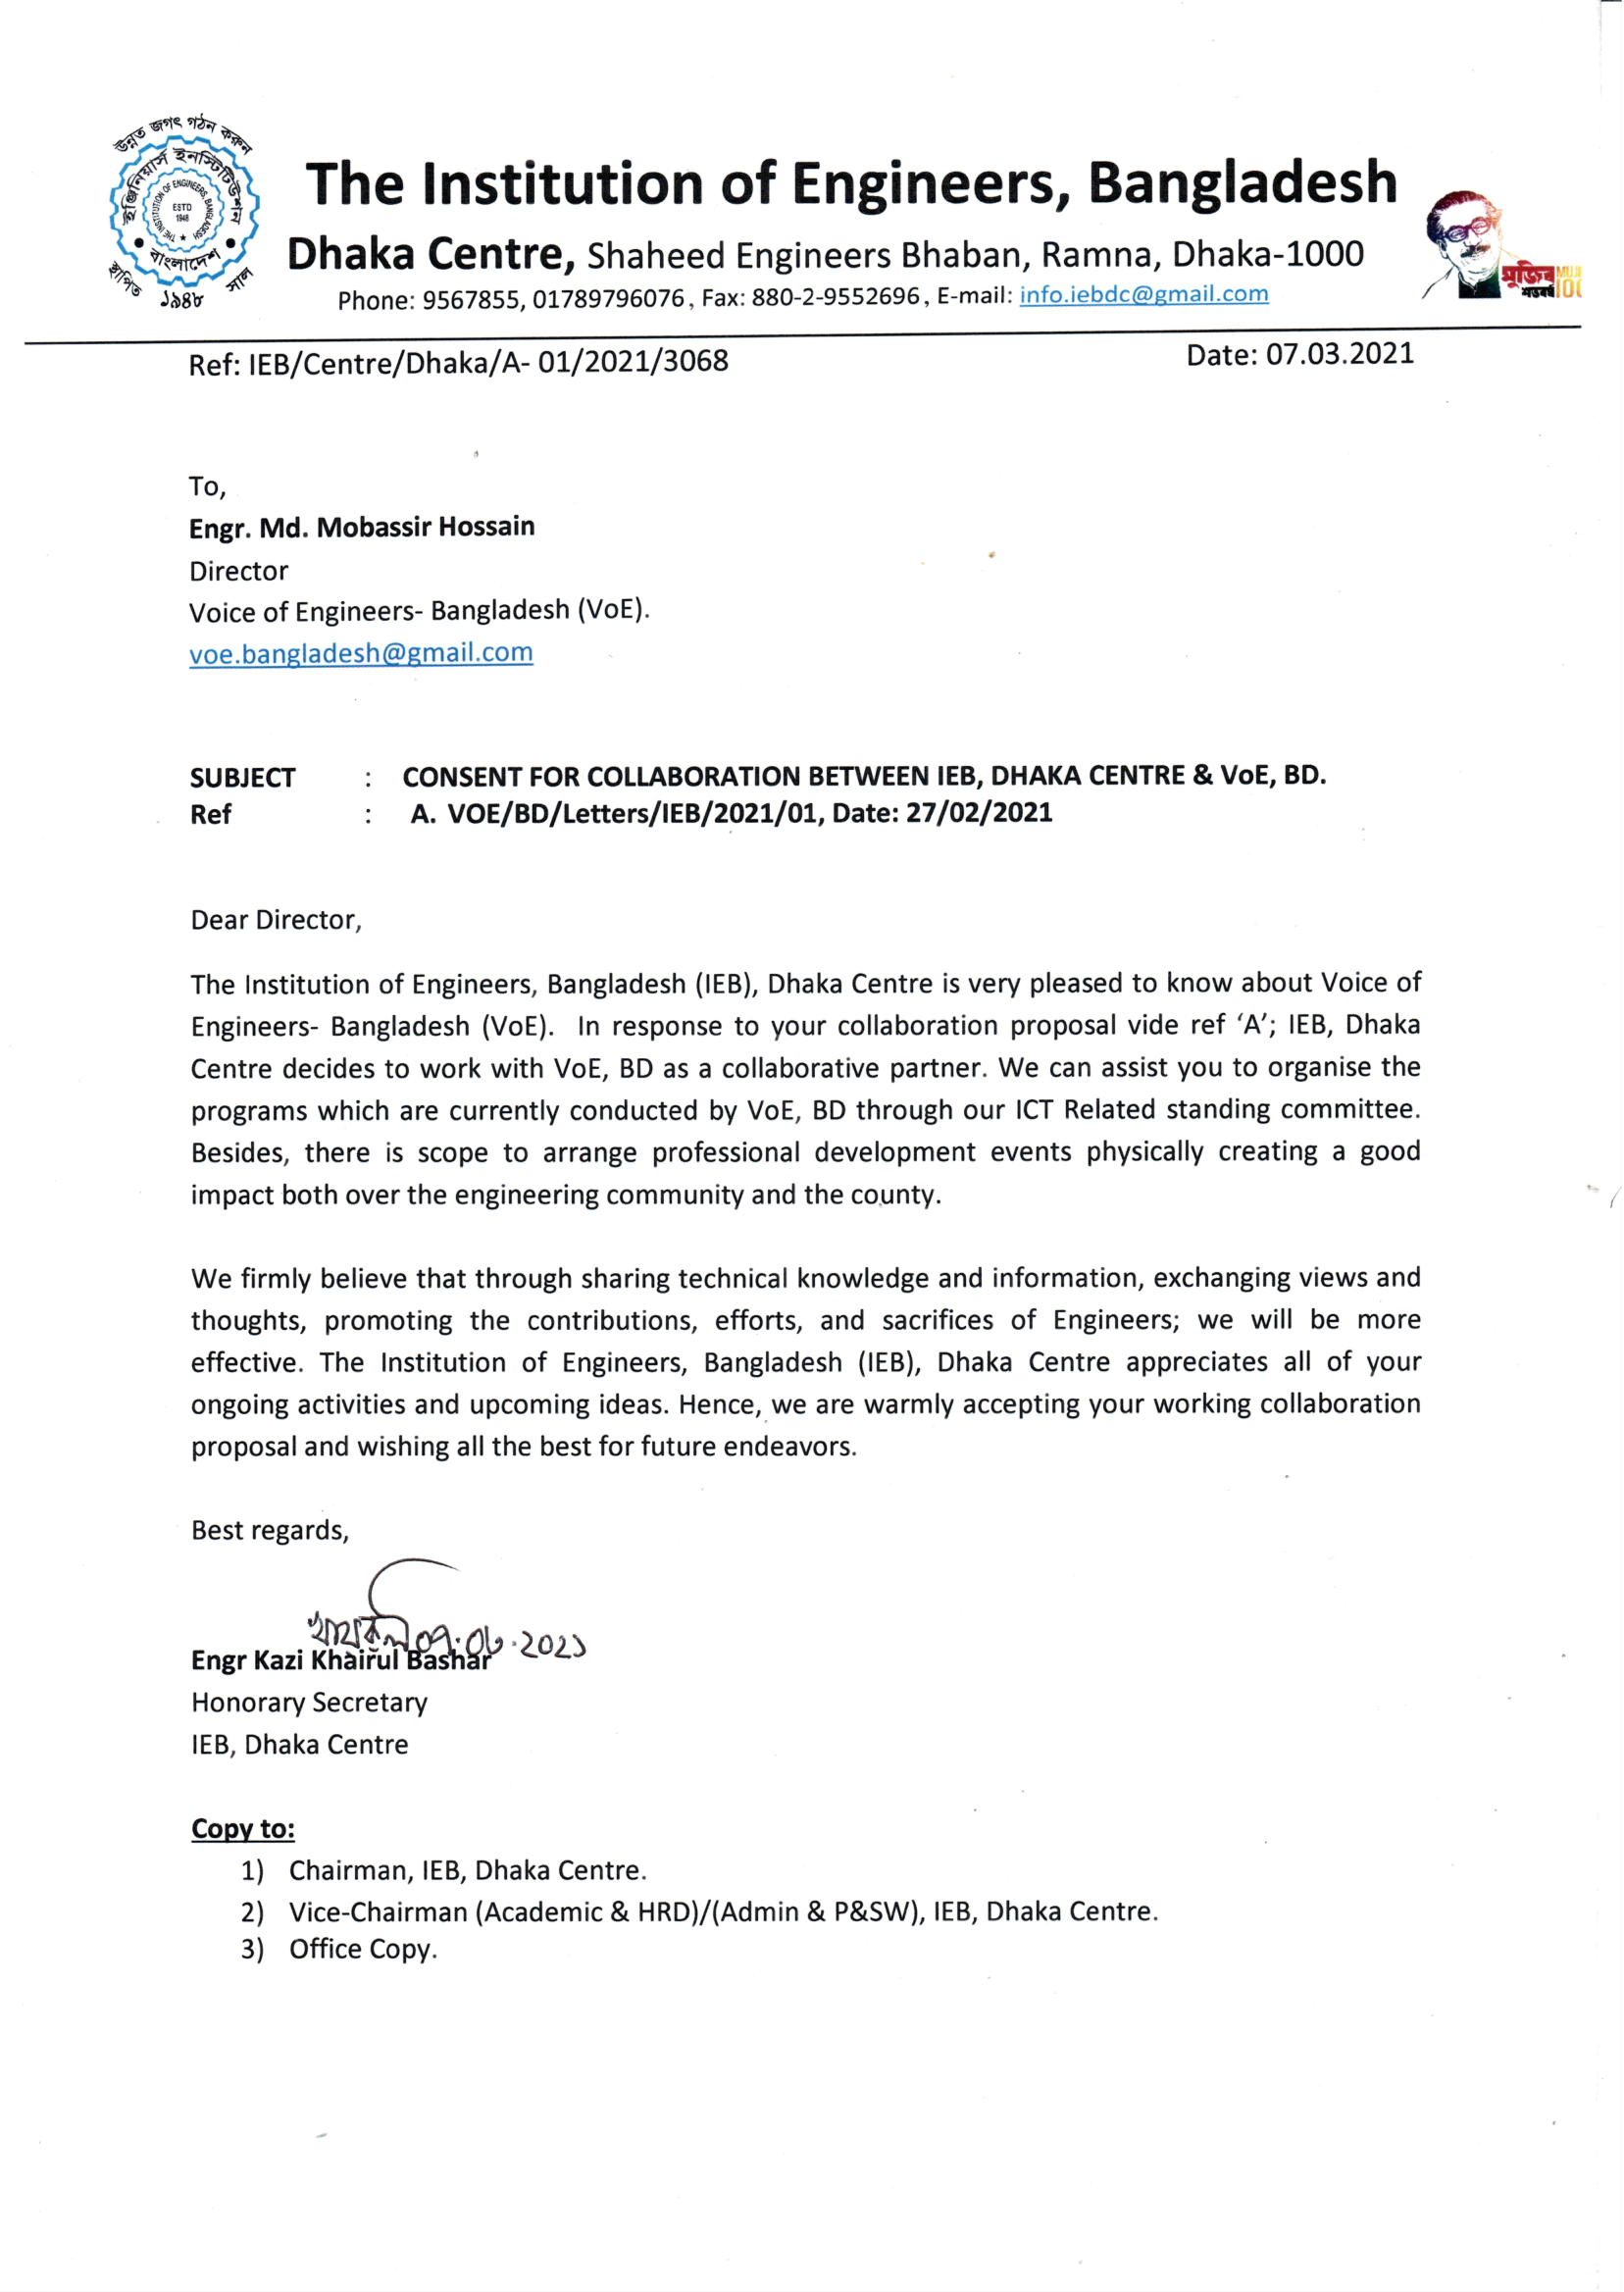 উন্নত জগৎ গঠন করুন
ইঞ্জিনিয়ার্স ইনস্টিটিউশন
THE INSTITUTION OF ENGINEERS, BANGLADESH
ESTD
1948
বাংলাদেশ
স্থাপিত ১৯৪৮ সাল
The Institution of Engineers, Bangladesh
Dhaka Centre, Shaheed Engineers Bhaban, Ramna, Dhaka-1000
Phone: 9567855, 01789796076, Fax: 880-2-9552696, E-mail: info.iebdc@gmail.com
মুজিব
শতবর্ষ
100
Ref: IEB/Centre/Dhaka/A- 01/2021/3068 Date: 07.03.2021
To,
Engr. Md. Mobassir Hossain
Director
Voice of Engineers- Bangladesh (VoE).
voe.bangladesh@gmail.com
SUBJECT : CONSENT FOR COLLABORATION BETWEEN IEB, DHAKA CENTRE & VoE, BD.
Ref : A. VOE/BD/Letters/IEB/2021/01, Date: 27/02/2021
Dear Director,
The Institution of Engineers, Bangladesh (IEB), Dhaka Centre is very pleased to know about Voice of
Engineers- Bangladesh (VoE). In response to your collaboration proposal vide ref ‘A’; IEB, Dhaka
Centre decides to work with VoE, BD as a collaborative partner. We can assist you to organise the
programs which are currently conducted by VoE, BD through our ICT Related standing committee.
Besides, there is scope to arrange professional development events physically creating a good
impact both over the engineering community and the county.
We firmly believe that through sharing technical knowledge and information, exchanging views and
thoughts, promoting the contributions, efforts, and sacrifices of Engineers; we will be more
effective. The Institution of Engineers, Bangladesh (IEB), Dhaka Centre appreciates all of your
ongoing activities and upcoming ideas. Hence, we are warmly accepting your working collaboration
proposal and wishing all the best for future endeavors.
Best regards,
Engr Kazi Khairul Bashar
Honorary Secretary
IEB, Dhaka Centre
Copy to:
1) Chairman, IEB, Dhaka Centre.
2) Vice-Chairman (Academic & HRD)/(Admin & P&SW), IEB, Dhaka Centre.
3) Office Copy.